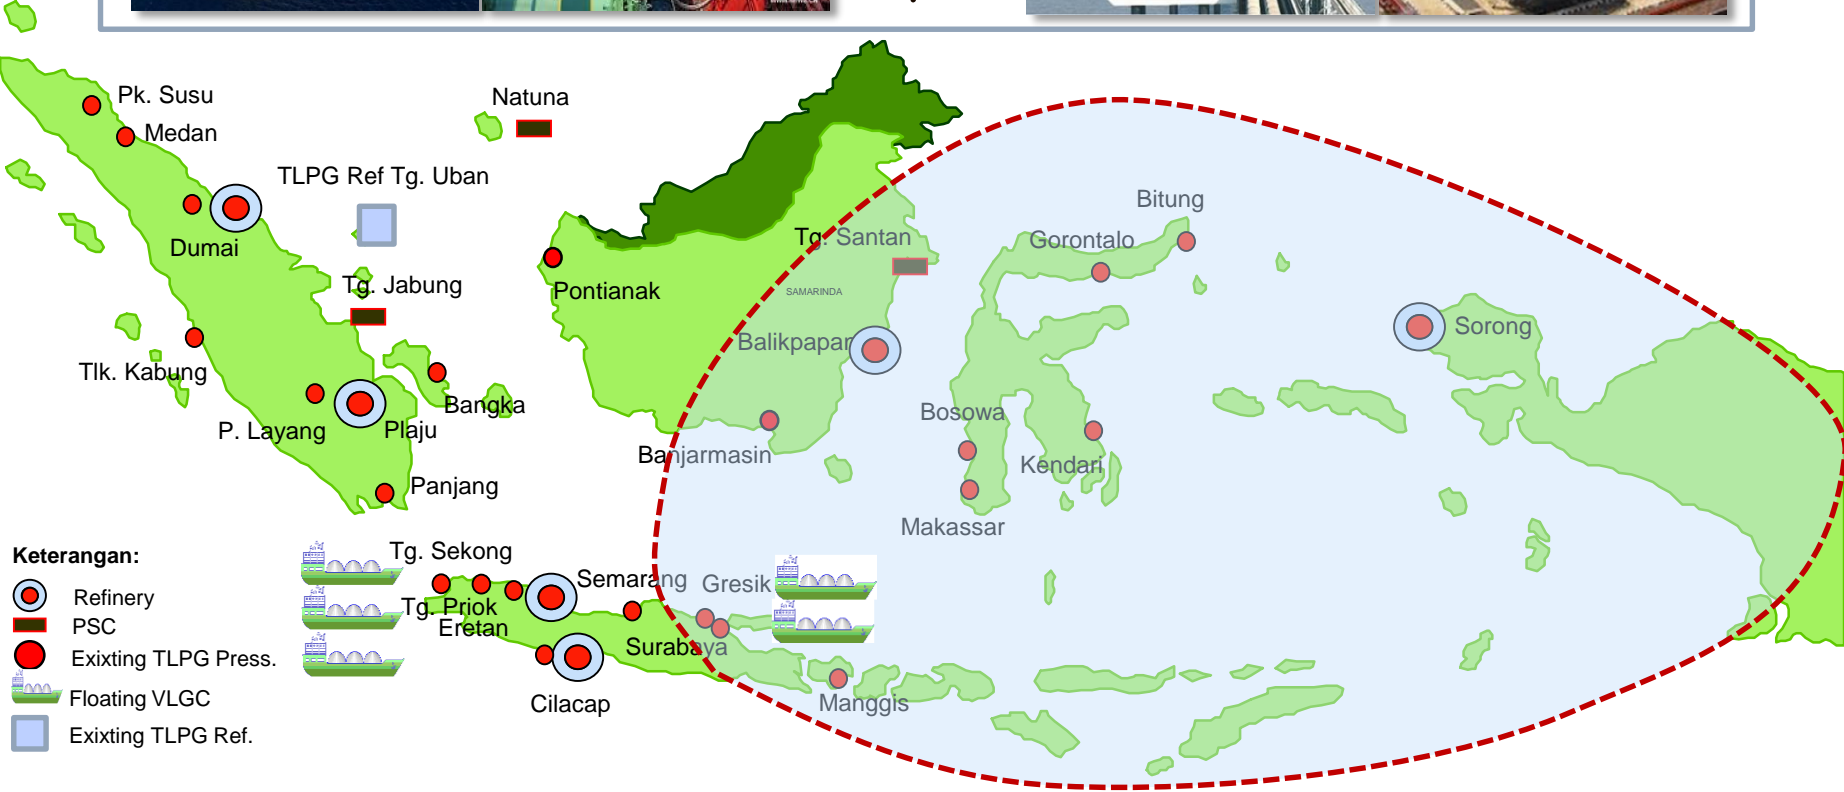 Pk. Susu
Medan
Natuna
TLPG Ref Tg. Uban
Dumai
Tg. Jabung
Tlk. Kabung
Bangka
P. Layang
Plaju
Panjang
Pontianak
Tg. Santan
SAMARINDA
Balikpapan
Banjarmasin
Bitung
Gorontalo
Sorong
Bosowa
Kendari
Makassar
Tg. Sekong
Semarang
Gresik
Tg. Priok
Eretan
Surabaya
Cilacap
Manggis
Keterangan:
Refinery
PSC
Exixting TLPG Press.
Floating VLGC
Exixting TLPG Ref.